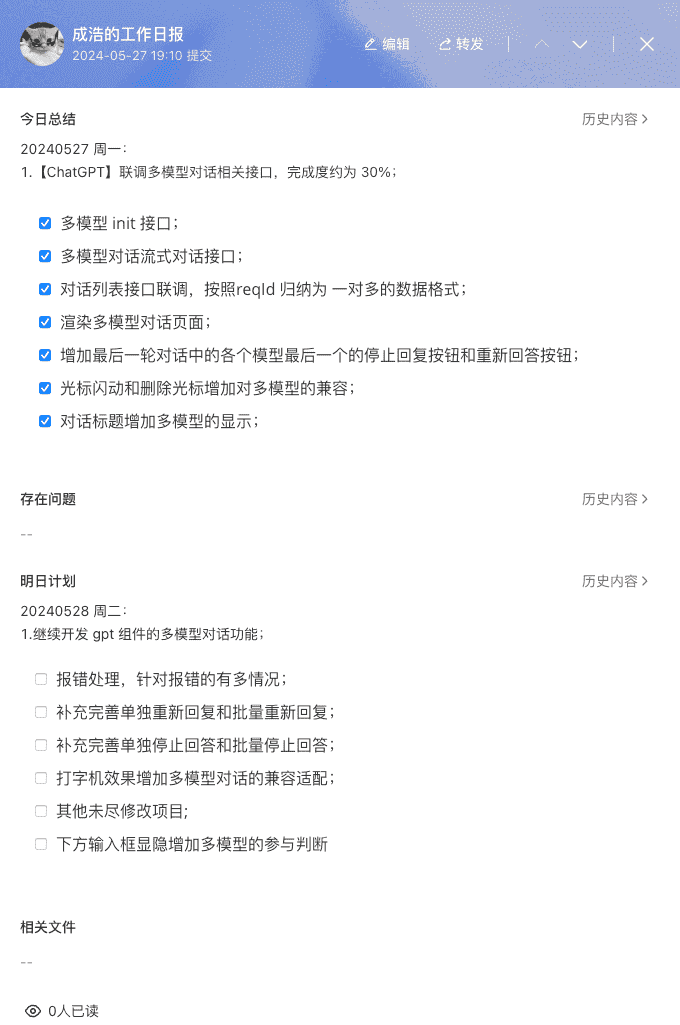 成浩的工作日报
2024-05-27 19:10 提交
编辑
转发
今日总结
历史内容
20240527 周一：
1.【ChatGPT】联调多模型对话相关接口，完成度约为 30%；
多模型 init 接口；
多模型对话流式对话接口；
对话列表接口联调，按照reqId 归纳为 一对多的数据格式；
渲染多模型对话页面；
增加最后一轮对话中的各个模型最后一个的停止回复按钮和重新回答按钮；
光标闪动和删除光标增加对多模型的兼容；
对话标题增加多模型的显示；
存在问题
历史内容
--
明日计划
历史内容
20240528 周二：
1.继续开发 gpt 组件的多模型对话功能；
报错处理，针对报错的有多情况；
补充完善单独重新回复和批量重新回复；
补充完善单独停止回答和批量停止回答；
打字机效果增加多模型对话的兼容适配；
其他未尽修改项目;
下方输入框显隐增加多模型的参与判断
相关文件
--
0人已读